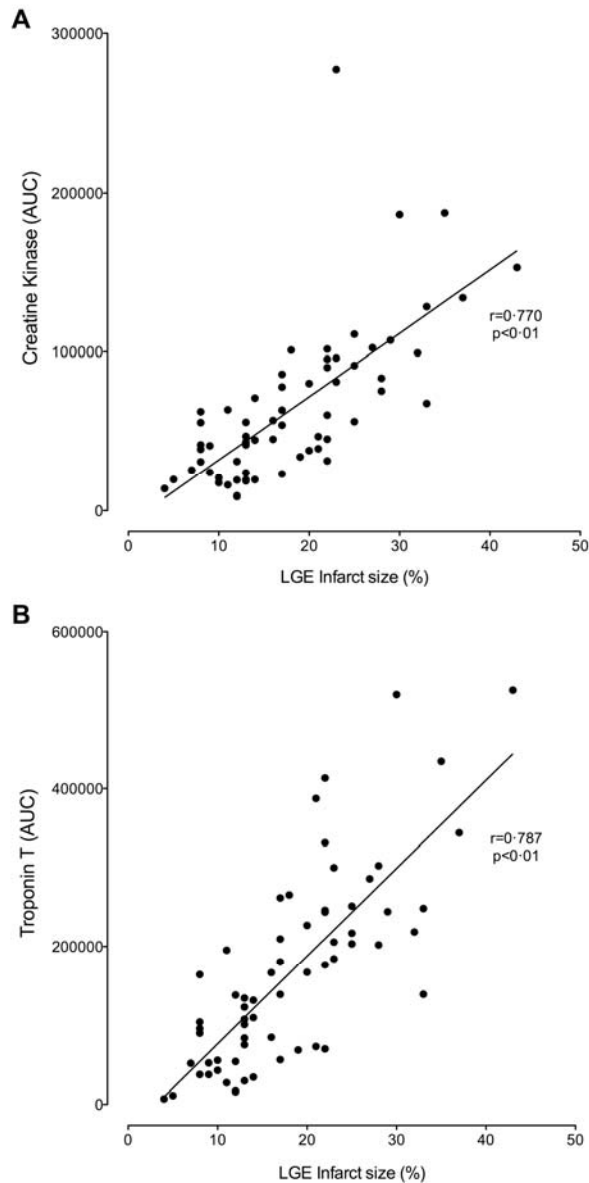 A
300000
200000
100000
0
Creatine Kinase (AUC)
r=0·770
p<0·01
0 10 20 30 40 50
LGE Infarct size (%)
B
600000
400000
200000
0
Troponin T (AUC)
r=0·787
p<0·01
0 10 20 30 40 50
LGE Infarct size (%)